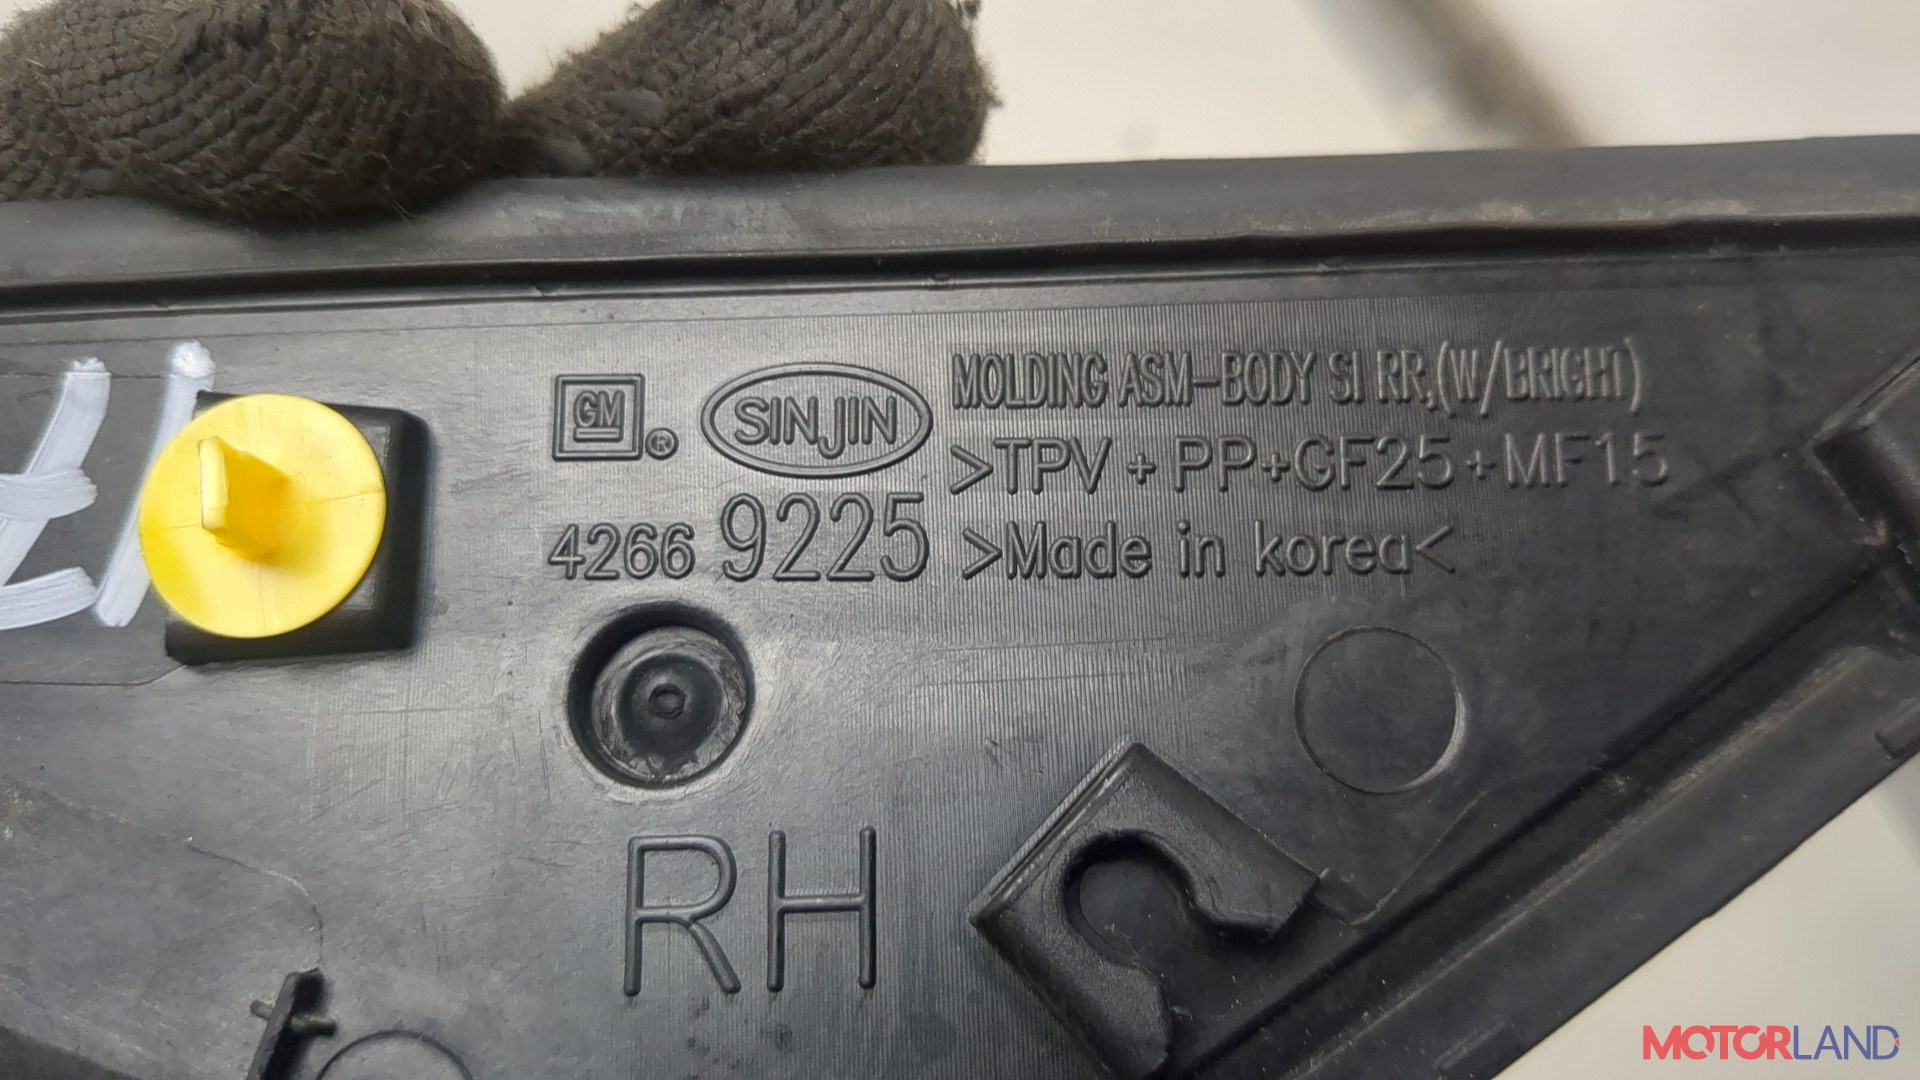 GM ®
SINJIN
MOLDING ASM-BODY SI RR,(W/BRIGHT)
>TPV + PP+GF25+MF15
4266 9225
>Made in korea<
RH
MOTORLAND